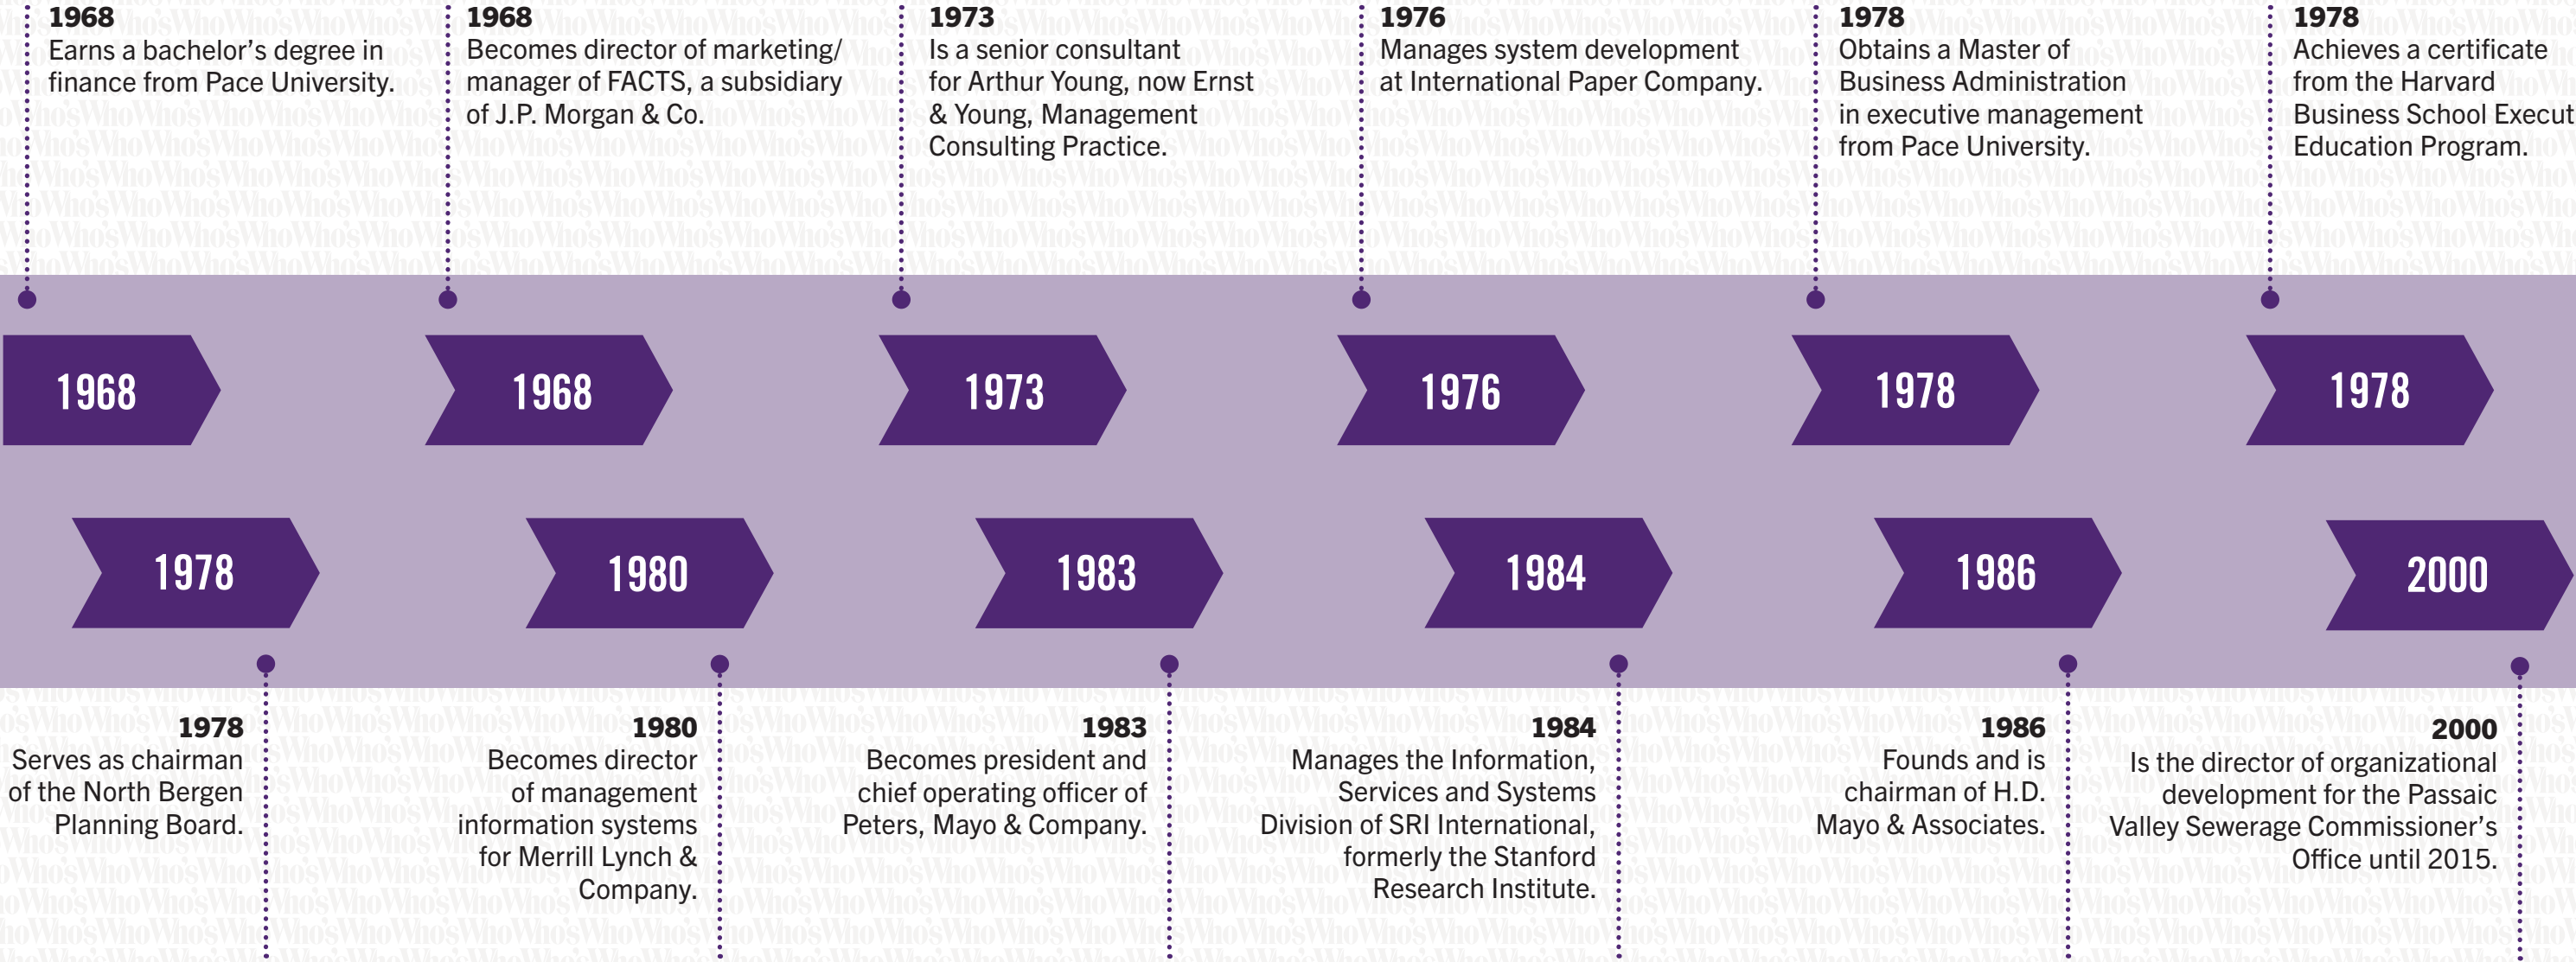 1968
Earns a bachelor’s degree in
finance from Pace University.
1968
Becomes director of marketing/
manager of FACTS, a subsidiary
of J.P. Morgan & Co.
1973
Is a senior consultant
for Arthur Young, now Ernst
& Young, Management
Consulting Practice.
1976
Manages system development
at International Paper Company.
1978
Obtains a Master of
Business Administration
in executive management
from Pace University.
1978
Achieves a certificate
from the Harvard
Business School Execut
Education Program.
1968
1968
1973
1976
1978
1978
1978
1980
1983
1984
1986
2000
1978
Serves as chairman
of the North Bergen
Planning Board.
1980
Becomes director
of management
information systems
for Merrill Lynch &
Company.
1983
Becomes president and
chief operating officer of
Peters, Mayo & Company.
1984
Manages the Information,
Services and Systems
Division of SRI International,
formerly the Stanford
Research Institute.
1986
Founds and is
chairman of H.D.
Mayo & Associates.
2000
Is the director of organizational
development for the Passaic
Valley Sewerage Commissioner’s
Office until 2015.